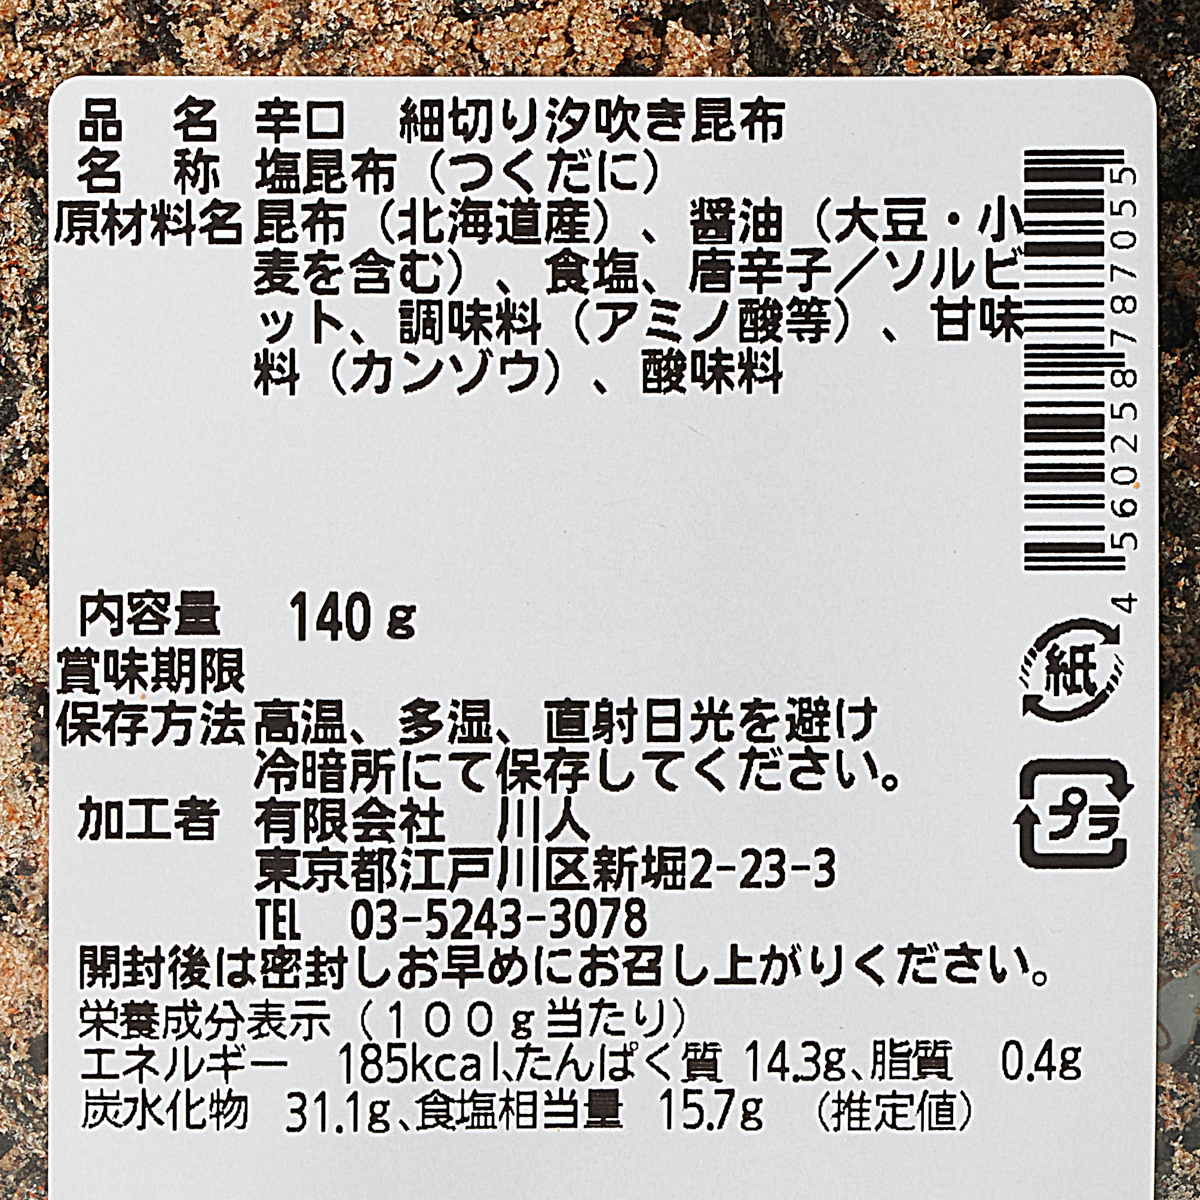 品　名　辛口　細切り汐吹き昆布
名　称　塩昆布（つくだに）
原材料名 昆布（北海道産）、醤油（大豆・小
麦を含む）、食塩、唐辛子／ソルビ
ット、調味料（アミノ酸等）、甘味
料（カンゾウ）、酸味料
4560258787055
内容量　140g
紙
賞味期限
保存方法 高温、多湿、直射日光を避け
冷暗所にて保存してください。
プラ
加工者　有限会社　川人
東京都江戸川区新堀2-23-3
TEL　03-5243-3078
開封後は密封しお早めにお召し上がりください。
栄養成分表示（１００ｇ当たり）
エネルギー　185kcal、たんぱく質 14.3g、脂質　0.4g
炭水化物　31.1g、食塩相当量　15.7g　（推定値）